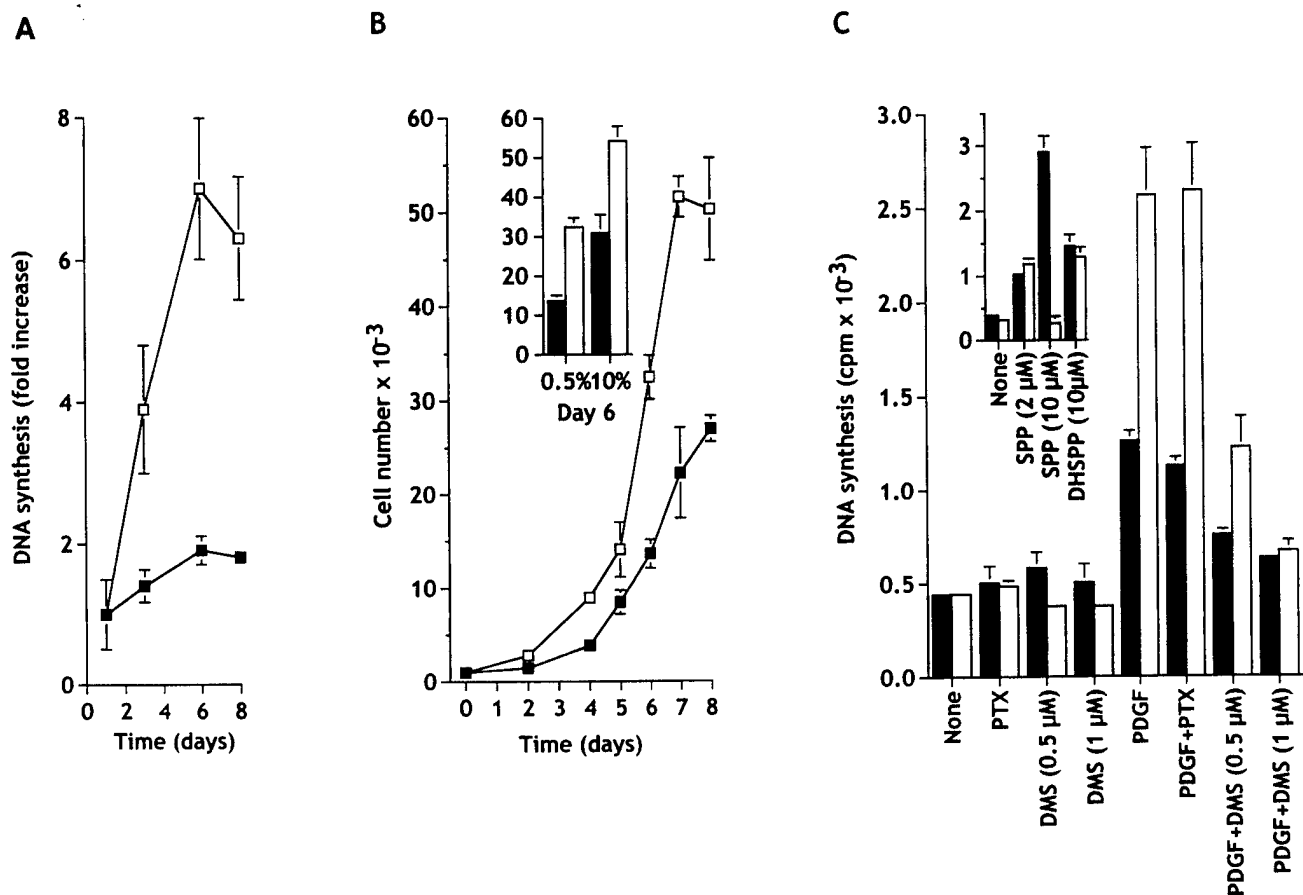 A
DNA synthesis (fold increase)
8
6
4
2
0
0 2 4 6 8
Time (days)
B
Cell number x 10-3
60
50
40
30
20
10
0
0 1 2 3 4 5 6 7 8
Time (days)
60
50
40
30
20
10
0
0.5% 10%
Day 6
C
DNA synthesis (cpm x 10-3)
3.0
2.5
2.0
1.5
1.0
0.5
0.0
None
PTX
DMS (0.5 µM)
DMS (1 µM)
PDGF
PDGF+PTX
PDGF+DMS (0.5 µM)
PDGF+DMS (1 µM)
3
2
1
0
None
SPP (2 µM)
SPP (10 µM)
DHSPP (10µM)